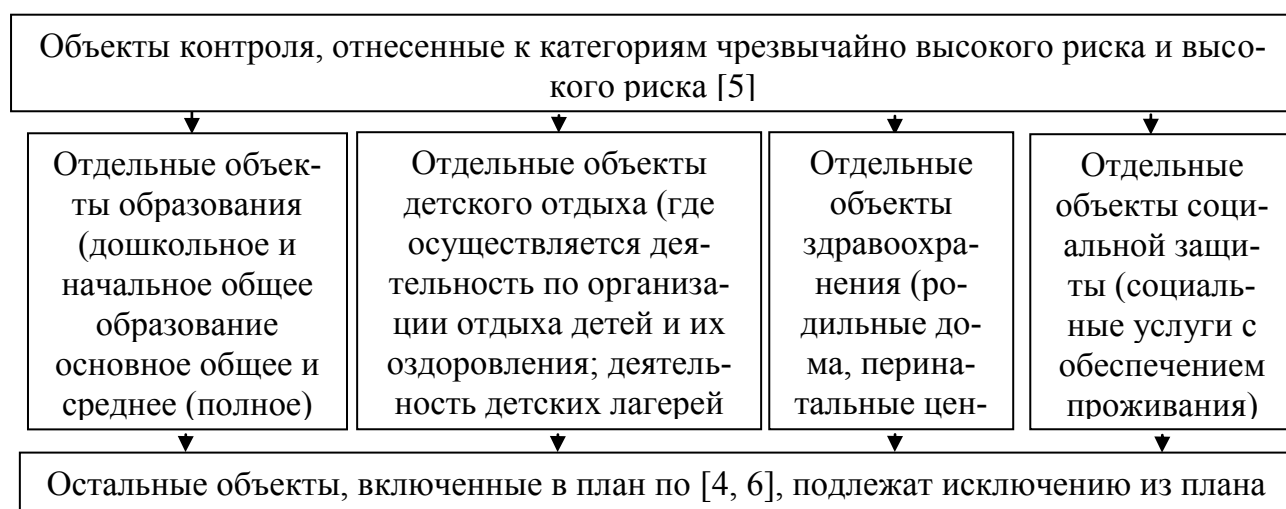 Объекты контроля, отнесенные к категориям чрезвычайно высокого риска и высо-
кого риска [5]
Отдельные объек-
ты образования
(дошкольное и
начальное общее
образование
основное общее и
среднее (полное)
Отдельные объекты
детского отдыха (где
осуществляется дея-
тельность по организа-
ции отдыха детей и их
оздоровления; деятель-
ность детских лагерей
Отдельные
объекты
здравоохра-
нения (ро-
дильные до-
ма, перина-
тальные цен-
Отдельные
объекты соци-
альной защи-
ты (социаль-
ные услуги с
обеспечением
проживания)
Остальные объекты, включенные в план по [4, 6], подлежат исключению из плана